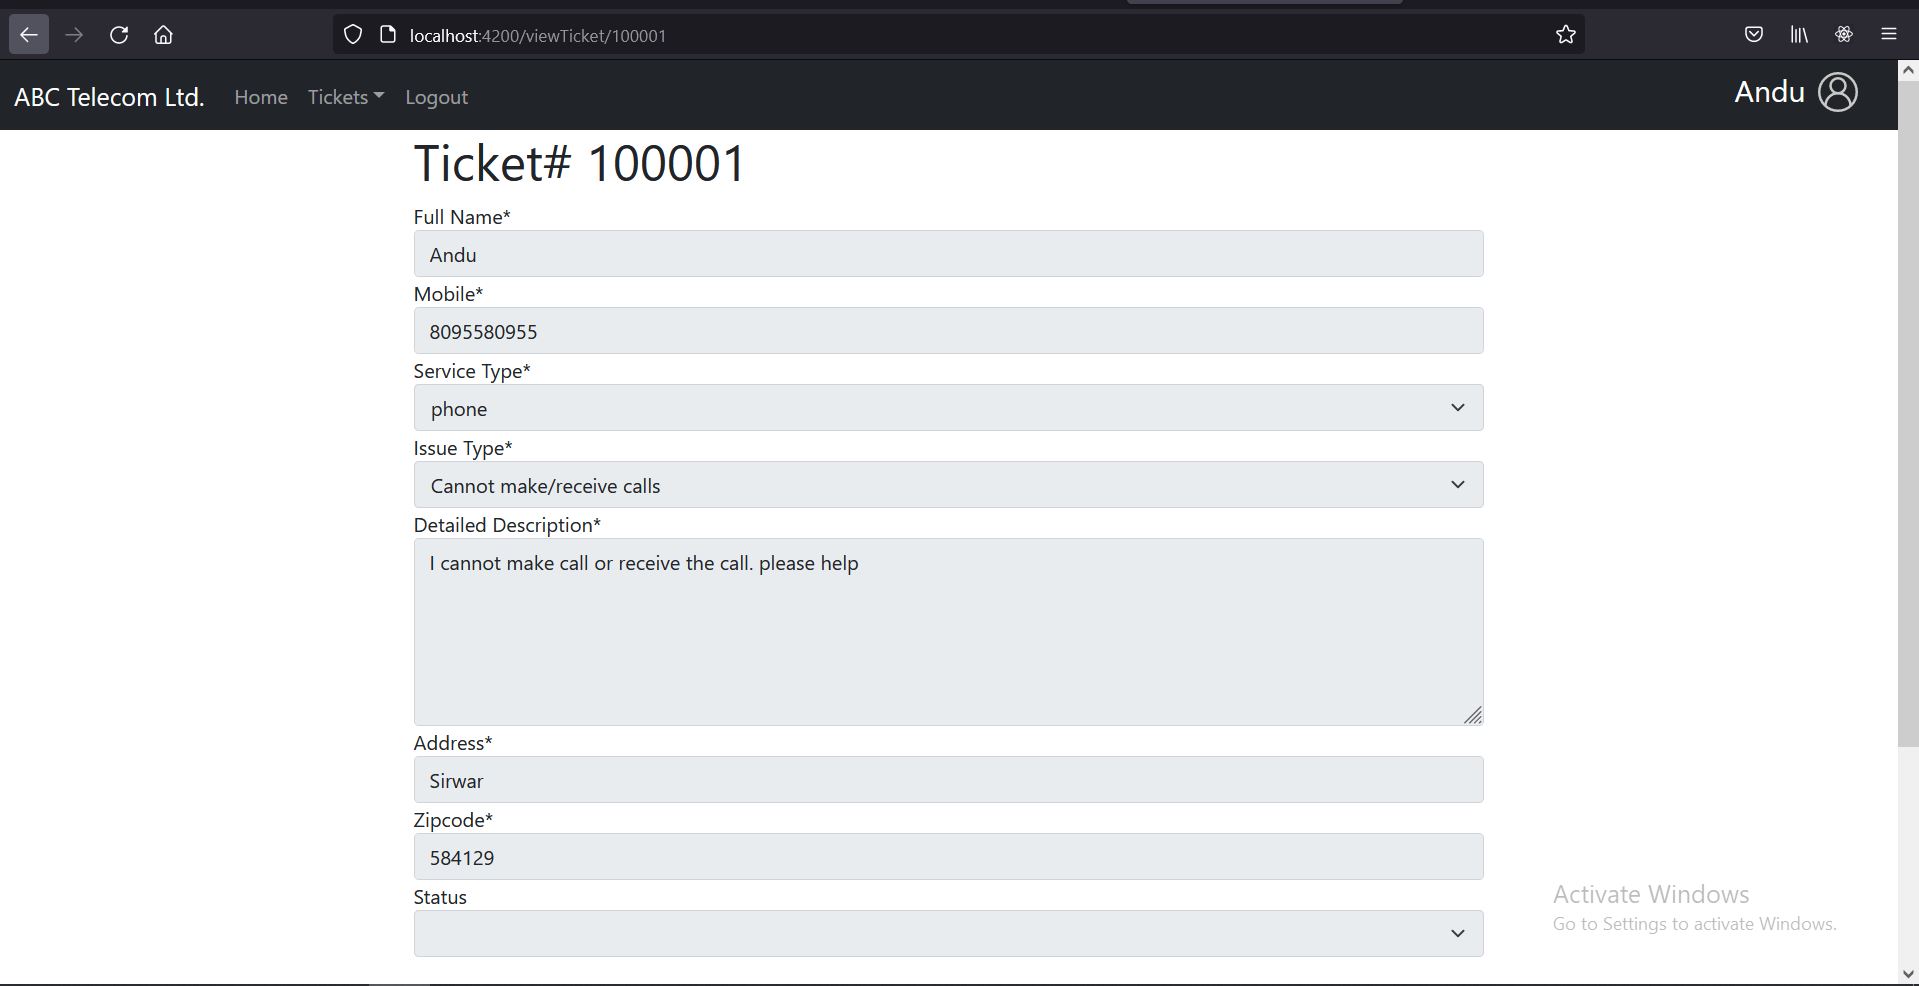 localhost:4200/viewTicket/100001
ABC Telecom Ltd. Home Tickets Logout Andu
Ticket# 100001
Full Name*
Andu
Mobile*
8095580955
Service Type*
phone
Issue Type*
Cannot make/receive calls
Detailed Description*
I cannot make call or receive the call. please help
Address*
Sirwar
Zipcode*
584129
Status
Activate Windows
Go to Settings to activate Windows.